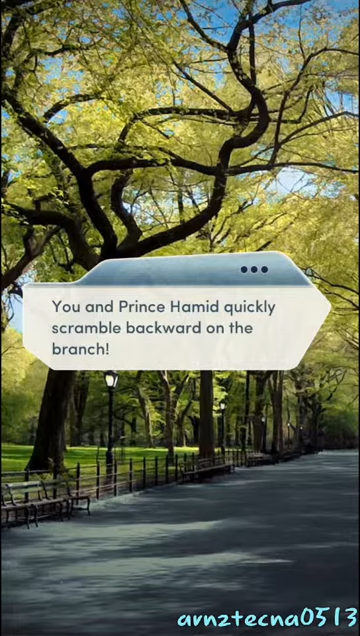 You and Prince Hamid quickly
scramble backward on the
branch!
arnztecna0513